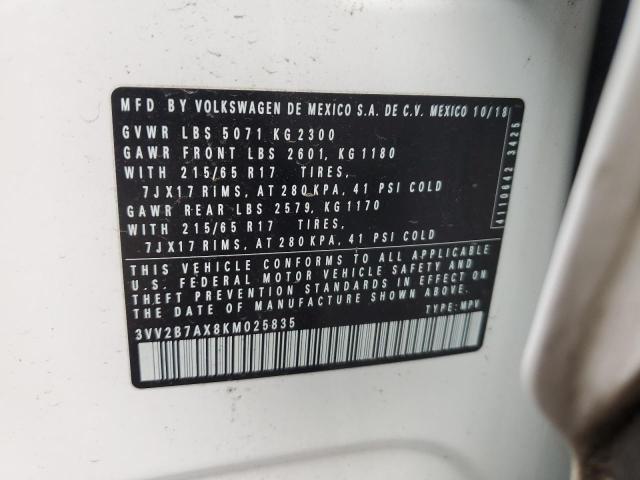 MFD BY VOLKSWAGEN DE MEXICO S.A. DE C.V. MEXICO 10/18
GVWR LBS 5071 KG 2300
GAWR FRONT LBS 2601, KG 1180
WITH 215/65 R17 TIRES,
7JX17 RIMS, AT 280 KPA, 41 PSI COLD
GAWR REAR LBS 2579, KG 1170
WITH 215/65 R17 TIRES,
7JX17 RIMS, AT 280 KPA, 41 PSI COLD
THIS VEHICLE CONFORMS TO ALL APPLICABLE
U.S. FEDERAL MOTOR VEHICLE SAFETY AND
THEFT PREVENTION STANDARDS IN EFFECT ON
THE DATE OF MANUFACTURE SHOWN ABOVE.
3VV2B7AX8KM025835 TYPE: MPV
41110642 3425